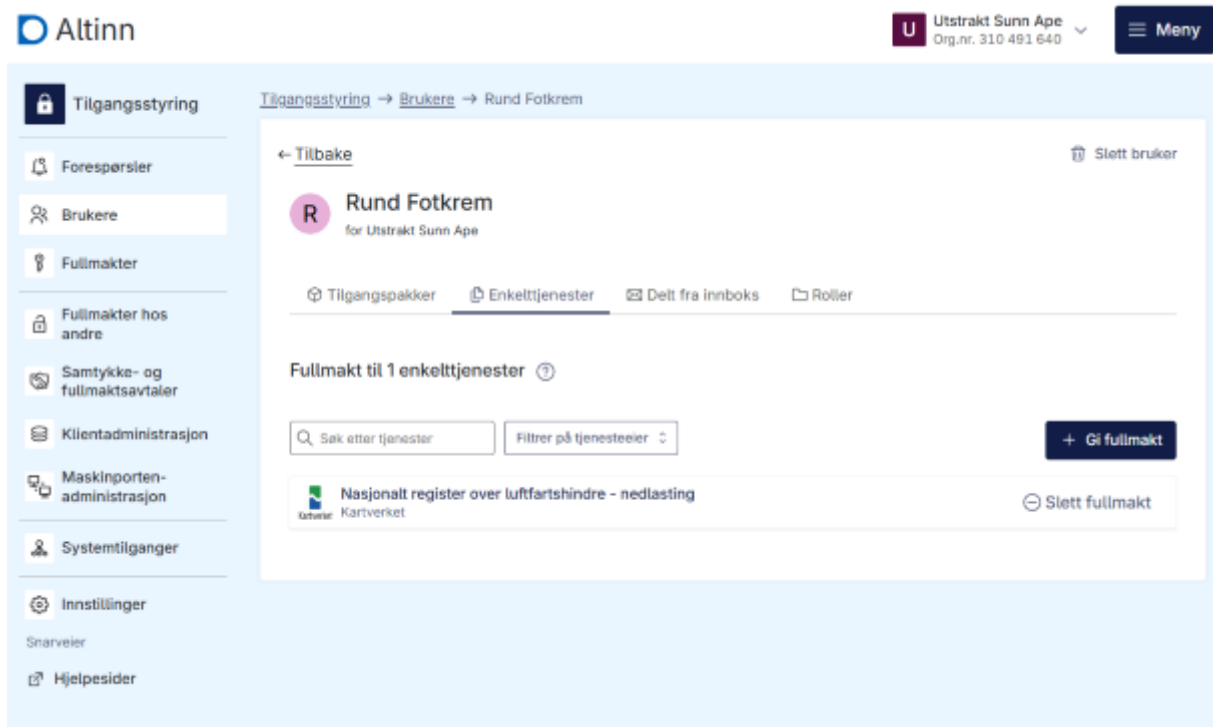 Altinn
U
Utstrakt Sunn Ape
Org.nr. 310 491 640
Meny
Tilgangsstyring
Tilgangsstyring → Brukere → Rund Fotkrem
Forespørsler
Brukere
Fullmakter
Fullmakter hos
andre
Samtykke- og
fullmaktsavtaler
Klientadministrasjon
Maskinporten-
administrasjon
Systemtilganger
Innstillinger
Snarveier
Hjelpesider
← Tilbake
Slett bruker
R
Rund Fotkrem
for Utstrakt Sunn Ape
Tilgangspakker
Enkelttjenester
Delt fra innboks
Roller
Fullmakt til 1 enkelttjenester
Søk etter tjenester
Filtrer på tjenesteeier
+ Gi fullmakt
Kartverket
Nasjonalt register over luftfartshindre - nedlasting
Kartverket
Slett fullmakt